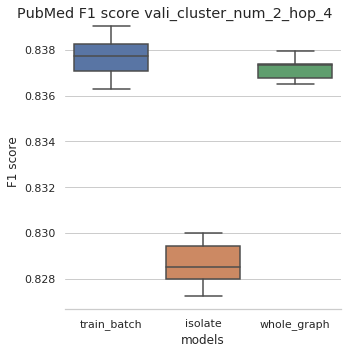 PubMed F1 score vali_cluster_num_2_hop_4
0.838
0.836
0.834
0.832
0.830
0.828
F1 score
train_batch isolate whole_graph
models